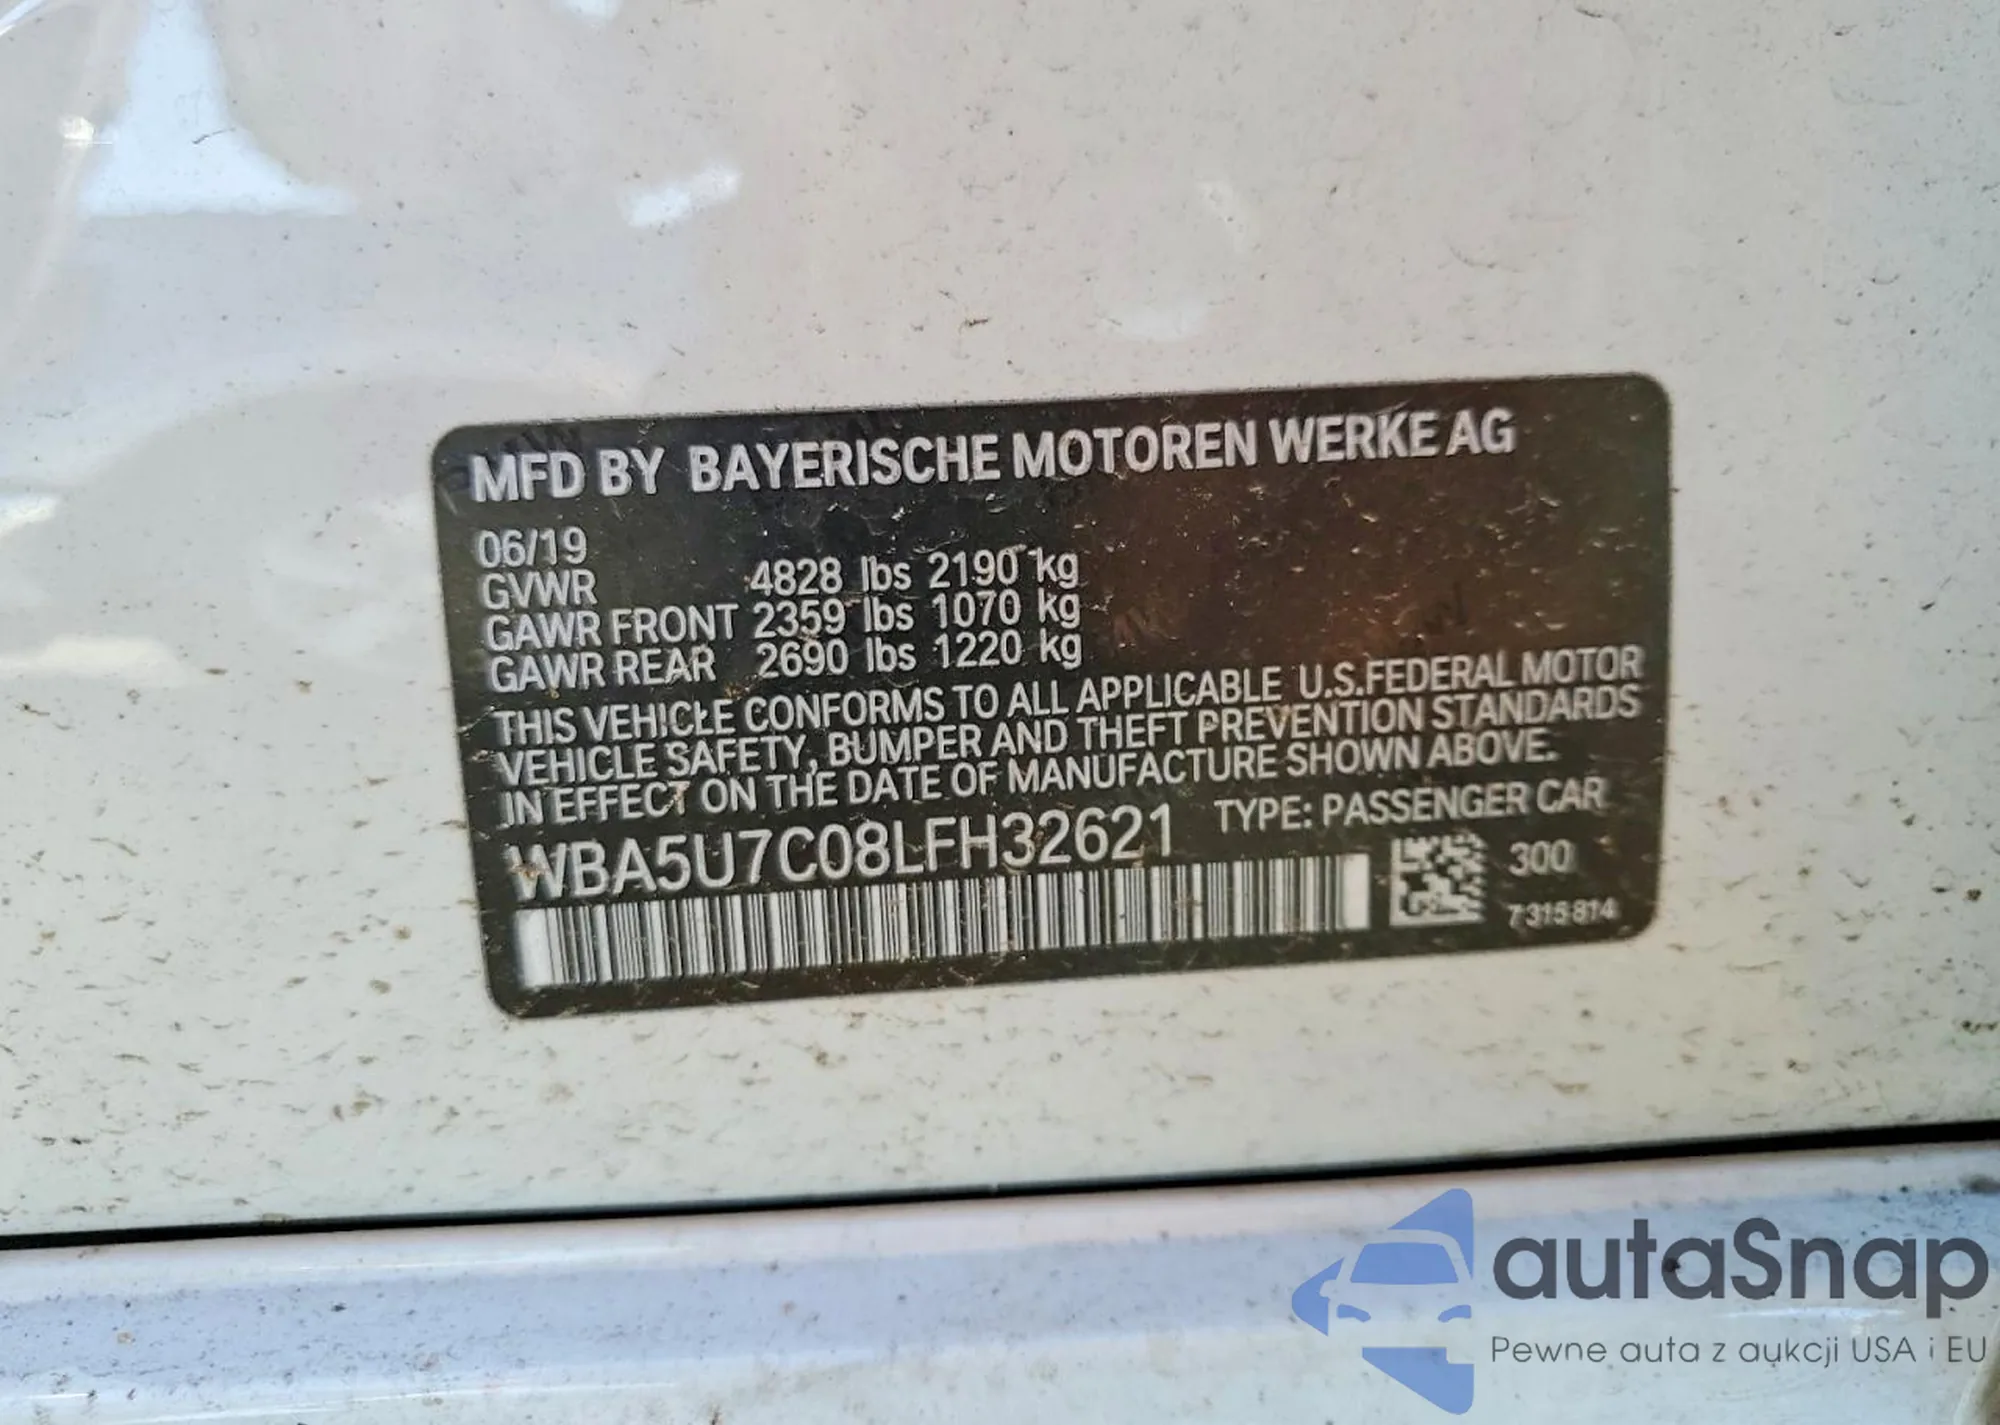 MFD BY BAYERISCHE MOTOREN WERKE AG
06/19
GVWR 4828 lbs 2190 kg
GAWR FRONT 2359 lbs 1070 kg
GAWR REAR 2690 lbs 1220 kg
THIS VEHICLE CONFORMS TO ALL APPLICABLE U.S.FEDERAL MOTOR
VEHICLE SAFETY, BUMPER AND THEFT PREVENTION STANDARDS
IN EFFECT ON THE DATE OF MANUFACTURE SHOWN ABOVE.
WBA5U7C08LFH32621 TYPE: PASSENGER CAR
300
7315814
autaSnap
Pewne auta z aukcji USA i EU